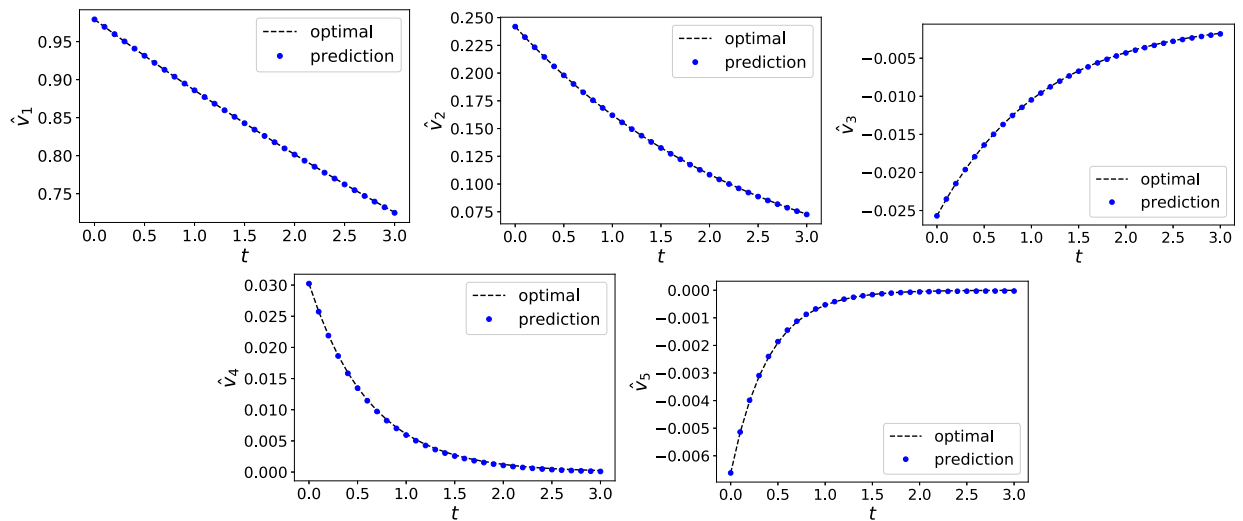 0.95
0.90
0.85
0.80
0.75
v̂₁
optimal
prediction
0.0 0.5 1.0 1.5 2.0 2.5 3.0
t
0.250
0.225
0.200
0.175
0.150
0.125
0.100
0.075
v̂₂
optimal
prediction
0.0 0.5 1.0 1.5 2.0 2.5 3.0
t
−0.005
−0.010
−0.015
−0.020
−0.025
v̂₃
optimal
prediction
0.0 0.5 1.0 1.5 2.0 2.5 3.0
t
0.030
0.025
0.020
0.015
0.010
0.005
0.000
v̂₄
optimal
prediction
0.0 0.5 1.0 1.5 2.0 2.5 3.0
t
0.000
−0.001
−0.002
−0.003
−0.004
−0.005
−0.006
v̂₅
optimal
prediction
0.0 0.5 1.0 1.5 2.0 2.5 3.0
t